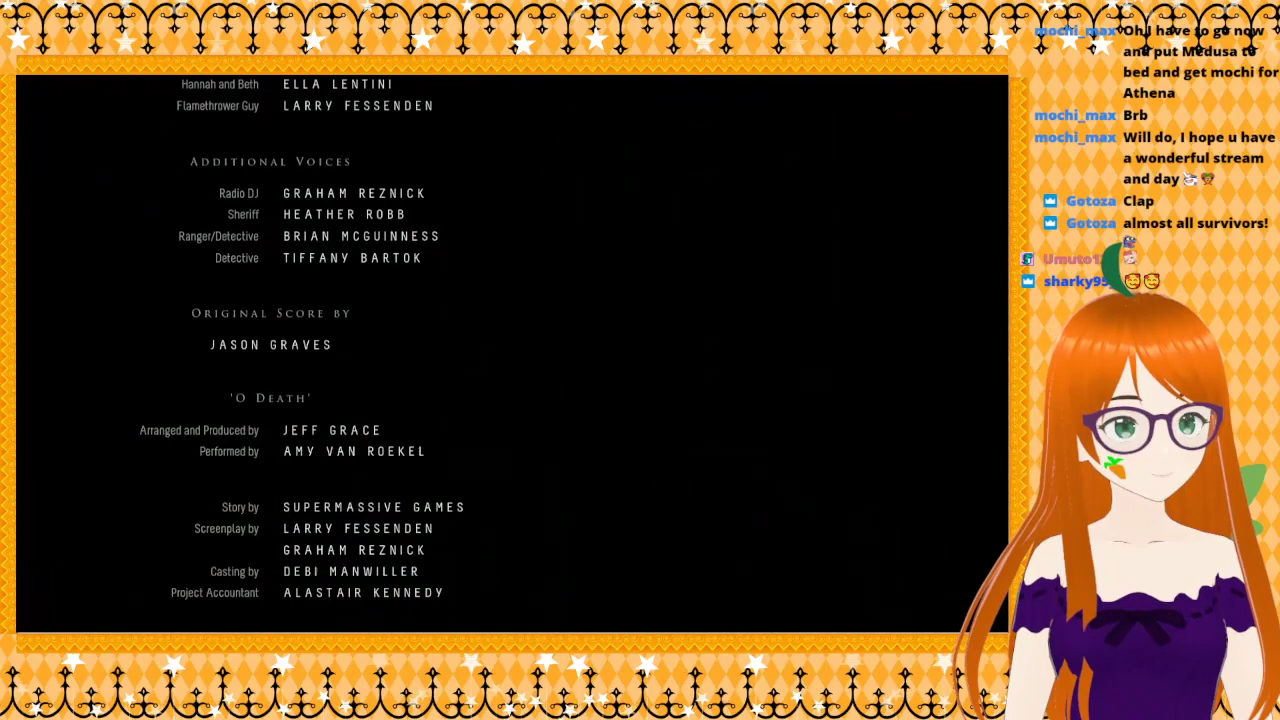 Hannah and Beth ELLA LENTINI
Flamethrower Guy LARRY FESSENDEN
ADDITIONAL VOICES
Radio DJ GRAHAM REZNICK
Sheriff HEATHER ROBB
Ranger/Detective BRIAN MCGUINNESS
Detective TIFFANY BARTOK
ORIGINAL SCORE BY
JASON GRAVES
'O DEATH'
Arranged and Produced by JEFF GRACE
Performed by AMY VAN ROEKEL
Story by SUPERMASSIVE GAMES
Screenplay by LARRY FESSENDEN
GRAHAM REZNICK
Casting by DEBI MANWILLER
Project Accountant ALASTAIR KENNEDY
mochi_max Oh I have to go now
and put Medusa to
bed and get mochi for
Athena
mochi_max Brb
mochi_max Will do, I hope u have
a wonderful stream
and day
Gotoza Clap
Gotoza almost all survivors!